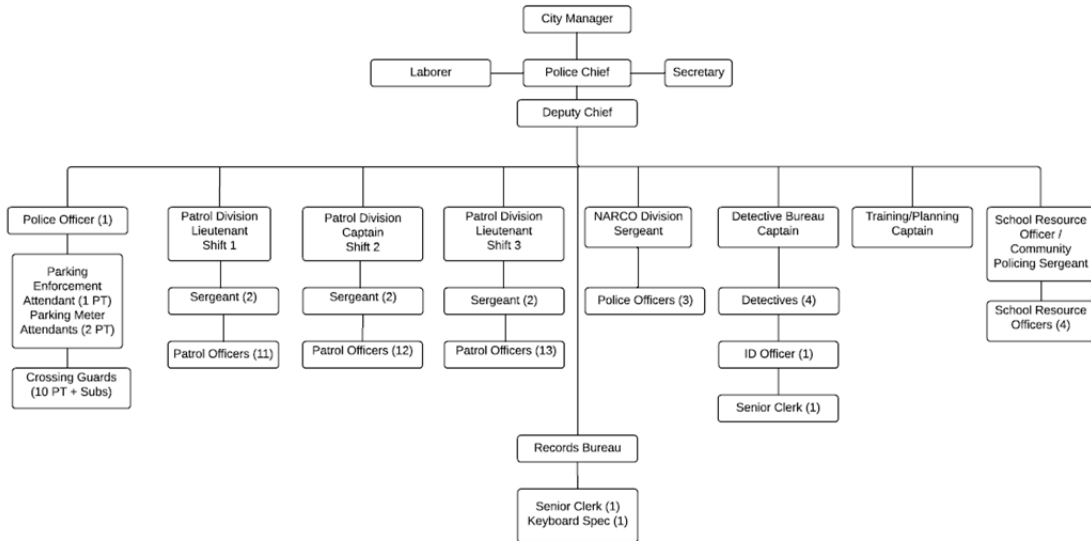 City Manager
Laborer
Police Chief
Secretary
Deputy Chief
Police Officer (1)
Parking
Enforcement
Attendant (1 PT)
Parking Meter
Attendants (2 PT)
Crossing Guards
(10 PT + Subs)
Patrol Division
Lieutenant
Shift 1
Sergeant (2)
Patrol Officers (11)
Patrol Division
Captain
Shift 2
Sergeant (2)
Patrol Officers (12)
Patrol Division
Lieutenant
Shift 3
Sergeant (2)
Patrol Officers (13)
NARCO Division
Sergeant
Police Officers (3)
Detective Bureau
Captain
Detectives (4)
ID Officer (1)
Senior Clerk (1)
Training/Planning
Captain
School Resource
Officer /
Community
Policing Sergeant
School Resource
Officers (4)
Records Bureau
Senior Clerk (1)
Keyboard Spec (1)